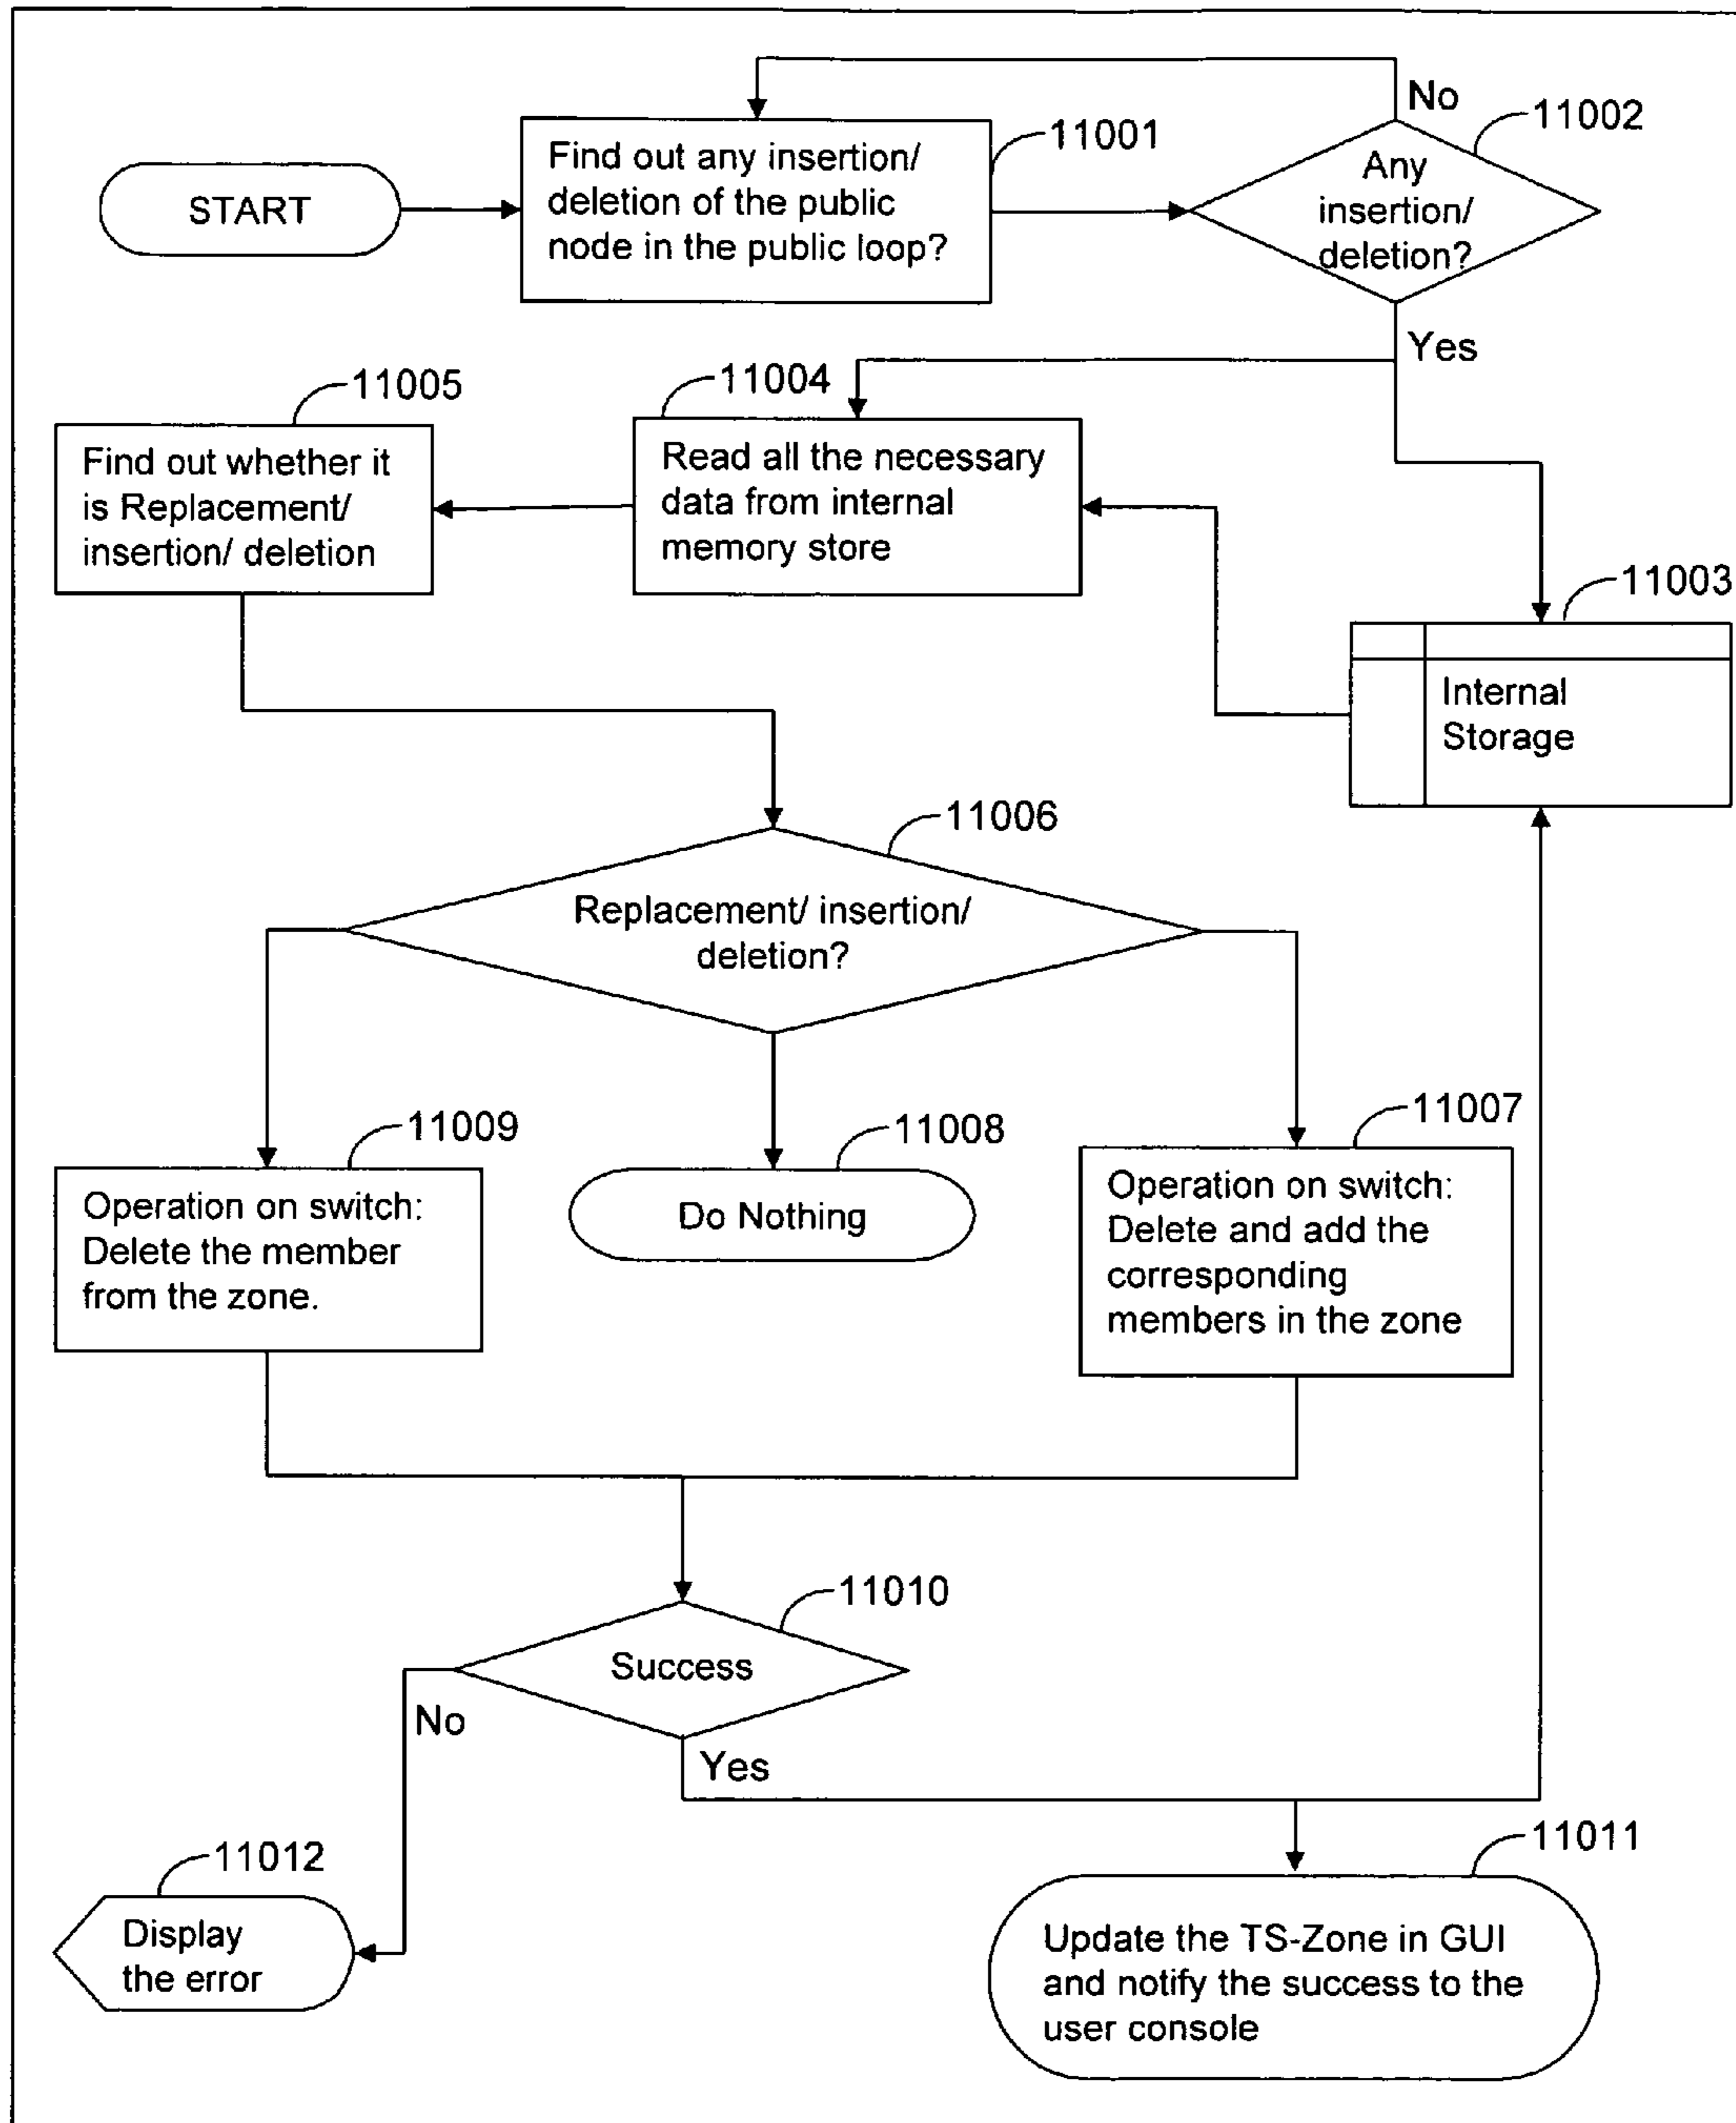 No
11002
11001
START
Find out any insertion/
deletion of the public
node in the public loop?
Any
insertion/
deletion?
Yes
11005
11004
Find out whether it
is Replacement/
insertion/ deletion
Read all the necessary
data from internal
memory store
11003
Internal
Storage
11006
Replacement/ insertion/
deletion?
11009
11008
11007
Operation on switch:
Delete the member
from the zone.
Do Nothing
Operation on switch:
Delete and add the
corresponding
members in the zone
11010
Success
No
Yes
11012
11011
Display
the error
Update the TS-Zone in GUI
and notify the success to the
user console